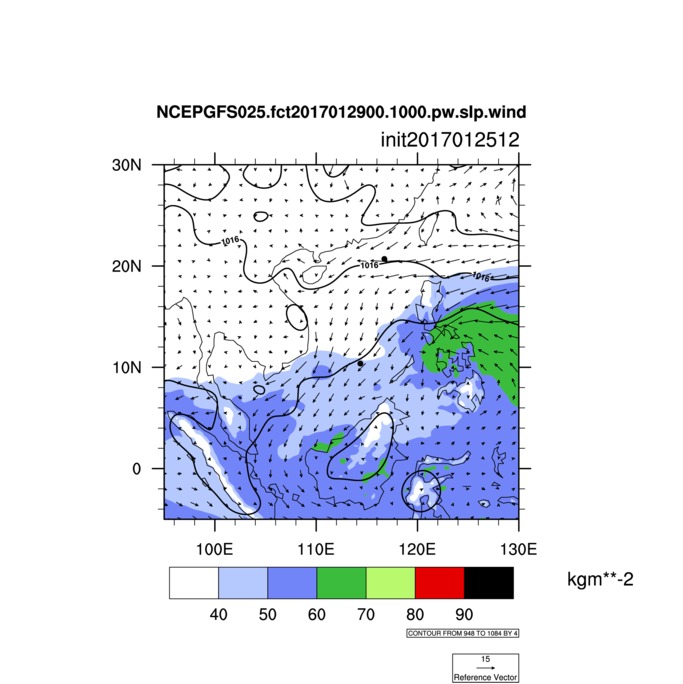 NCEPGFS025.fct2017012900.1000.pw.slp.wind
init2017012512
30N
1016
20N
1016
1016
10N
0
100E 110E 120E 130E
kgm**-2
40 50 60 70 80 90
CONTOUR FROM 948 TO 1084 BY 4
15
Reference Vector